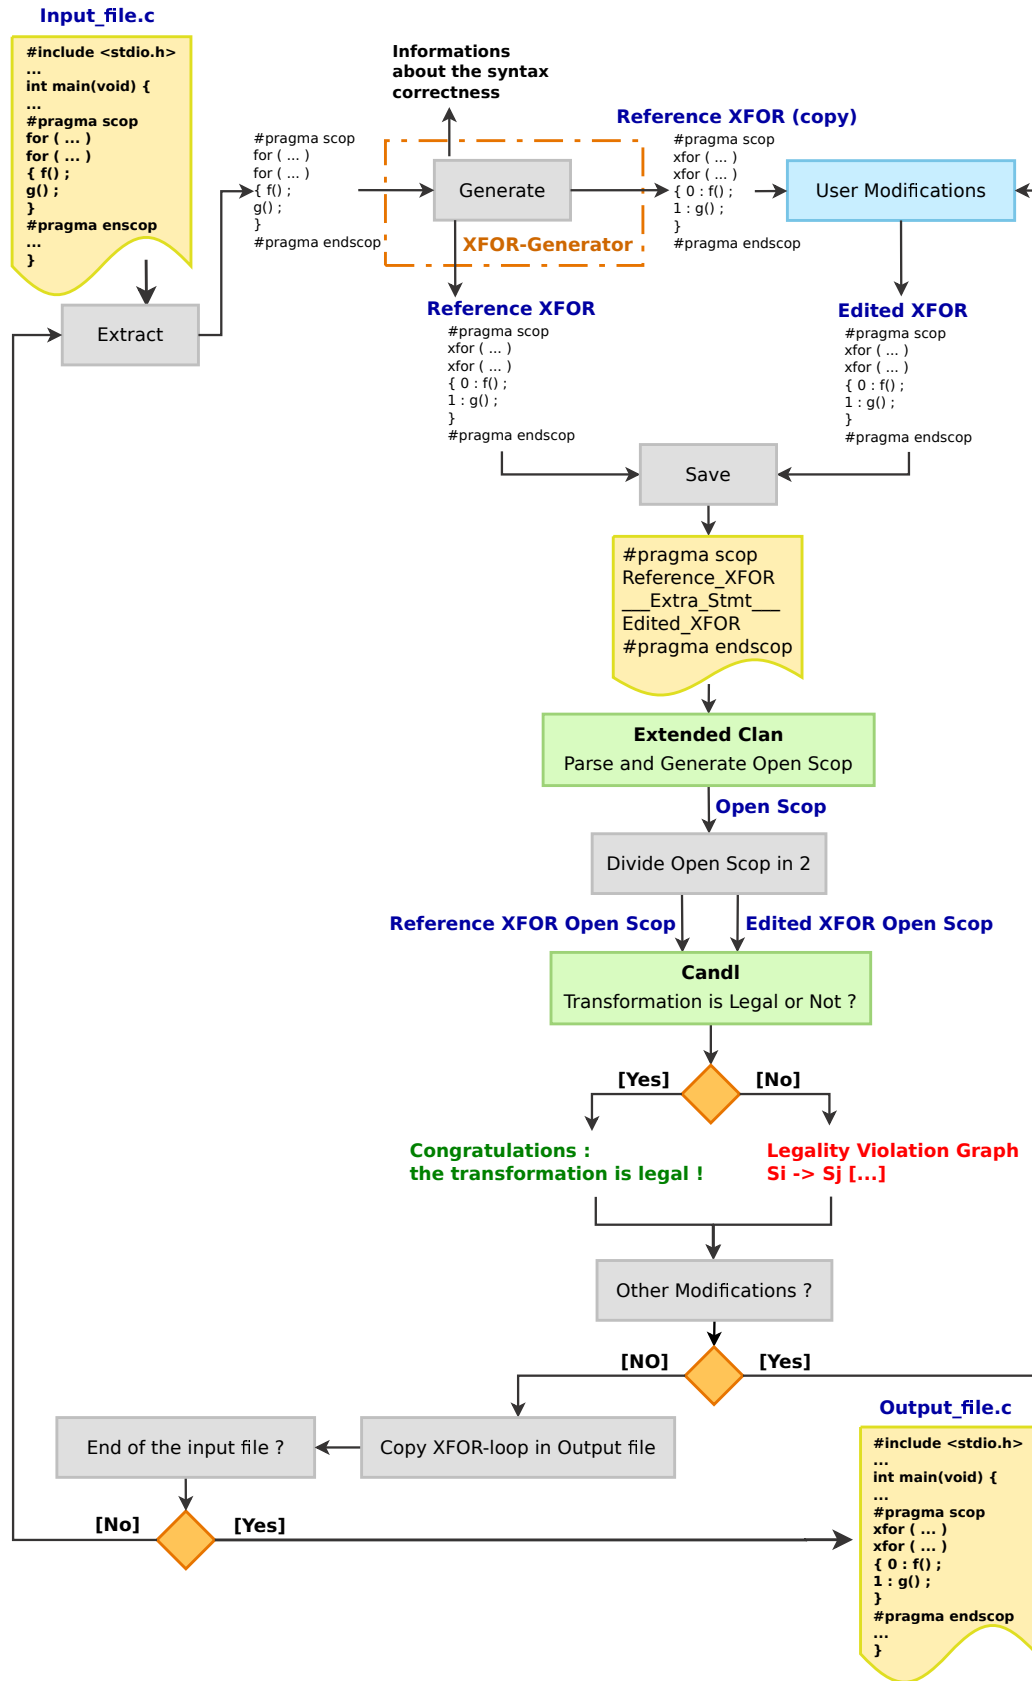 Input_file.c
#include <stdio.h>
...
int main(void) {
...
#pragma scop
for ( ... )
for ( ... )
{ f() ;
g() ;
}
#pragma enscop
...
}
Extract
#pragma scop
for ( ... )
for ( ... )
{ f() ;
g() ;
}
#pragma endscop
Informations
about the syntax
correctness
Generate
XFOR-Generator
Reference XFOR (copy)
#pragma scop
xfor ( ... )
xfor ( ... )
{ 0 : f() ;
1 : g() ;
}
#pragma endscop
User Modifications
Reference XFOR
#pragma scop
xfor ( ... )
xfor ( ... )
{ 0 : f() ;
1 : g() ;
}
#pragma endscop
Edited XFOR
#pragma scop
xfor ( ... )
xfor ( ... )
{ 0 : f() ;
1 : g() ;
}
#pragma endscop
Save
#pragma scop
Reference_XFOR
___Extra_Stmt___
Edited_XFOR
#pragma endscop
Extended Clan
Parse and Generate Open Scop
Open Scop
Divide Open Scop in 2
Reference XFOR Open Scop
Edited XFOR Open Scop
Candl
Transformation is Legal or Not ?
[Yes]
[No]
Congratulations :
the transformation is legal !
Legality Violation Graph
Si -> Sj [...]
Other Modifications ?
[NO]
[Yes]
Copy XFOR-loop in Output file
End of the input file ?
[No]
[Yes]
Output_file.c
#include <stdio.h>
...
int main(void) {
...
#pragma scop
xfor ( ... )
xfor ( ... )
{ 0 : f() ;
1 : g() ;
}
#pragma endscop
...
}